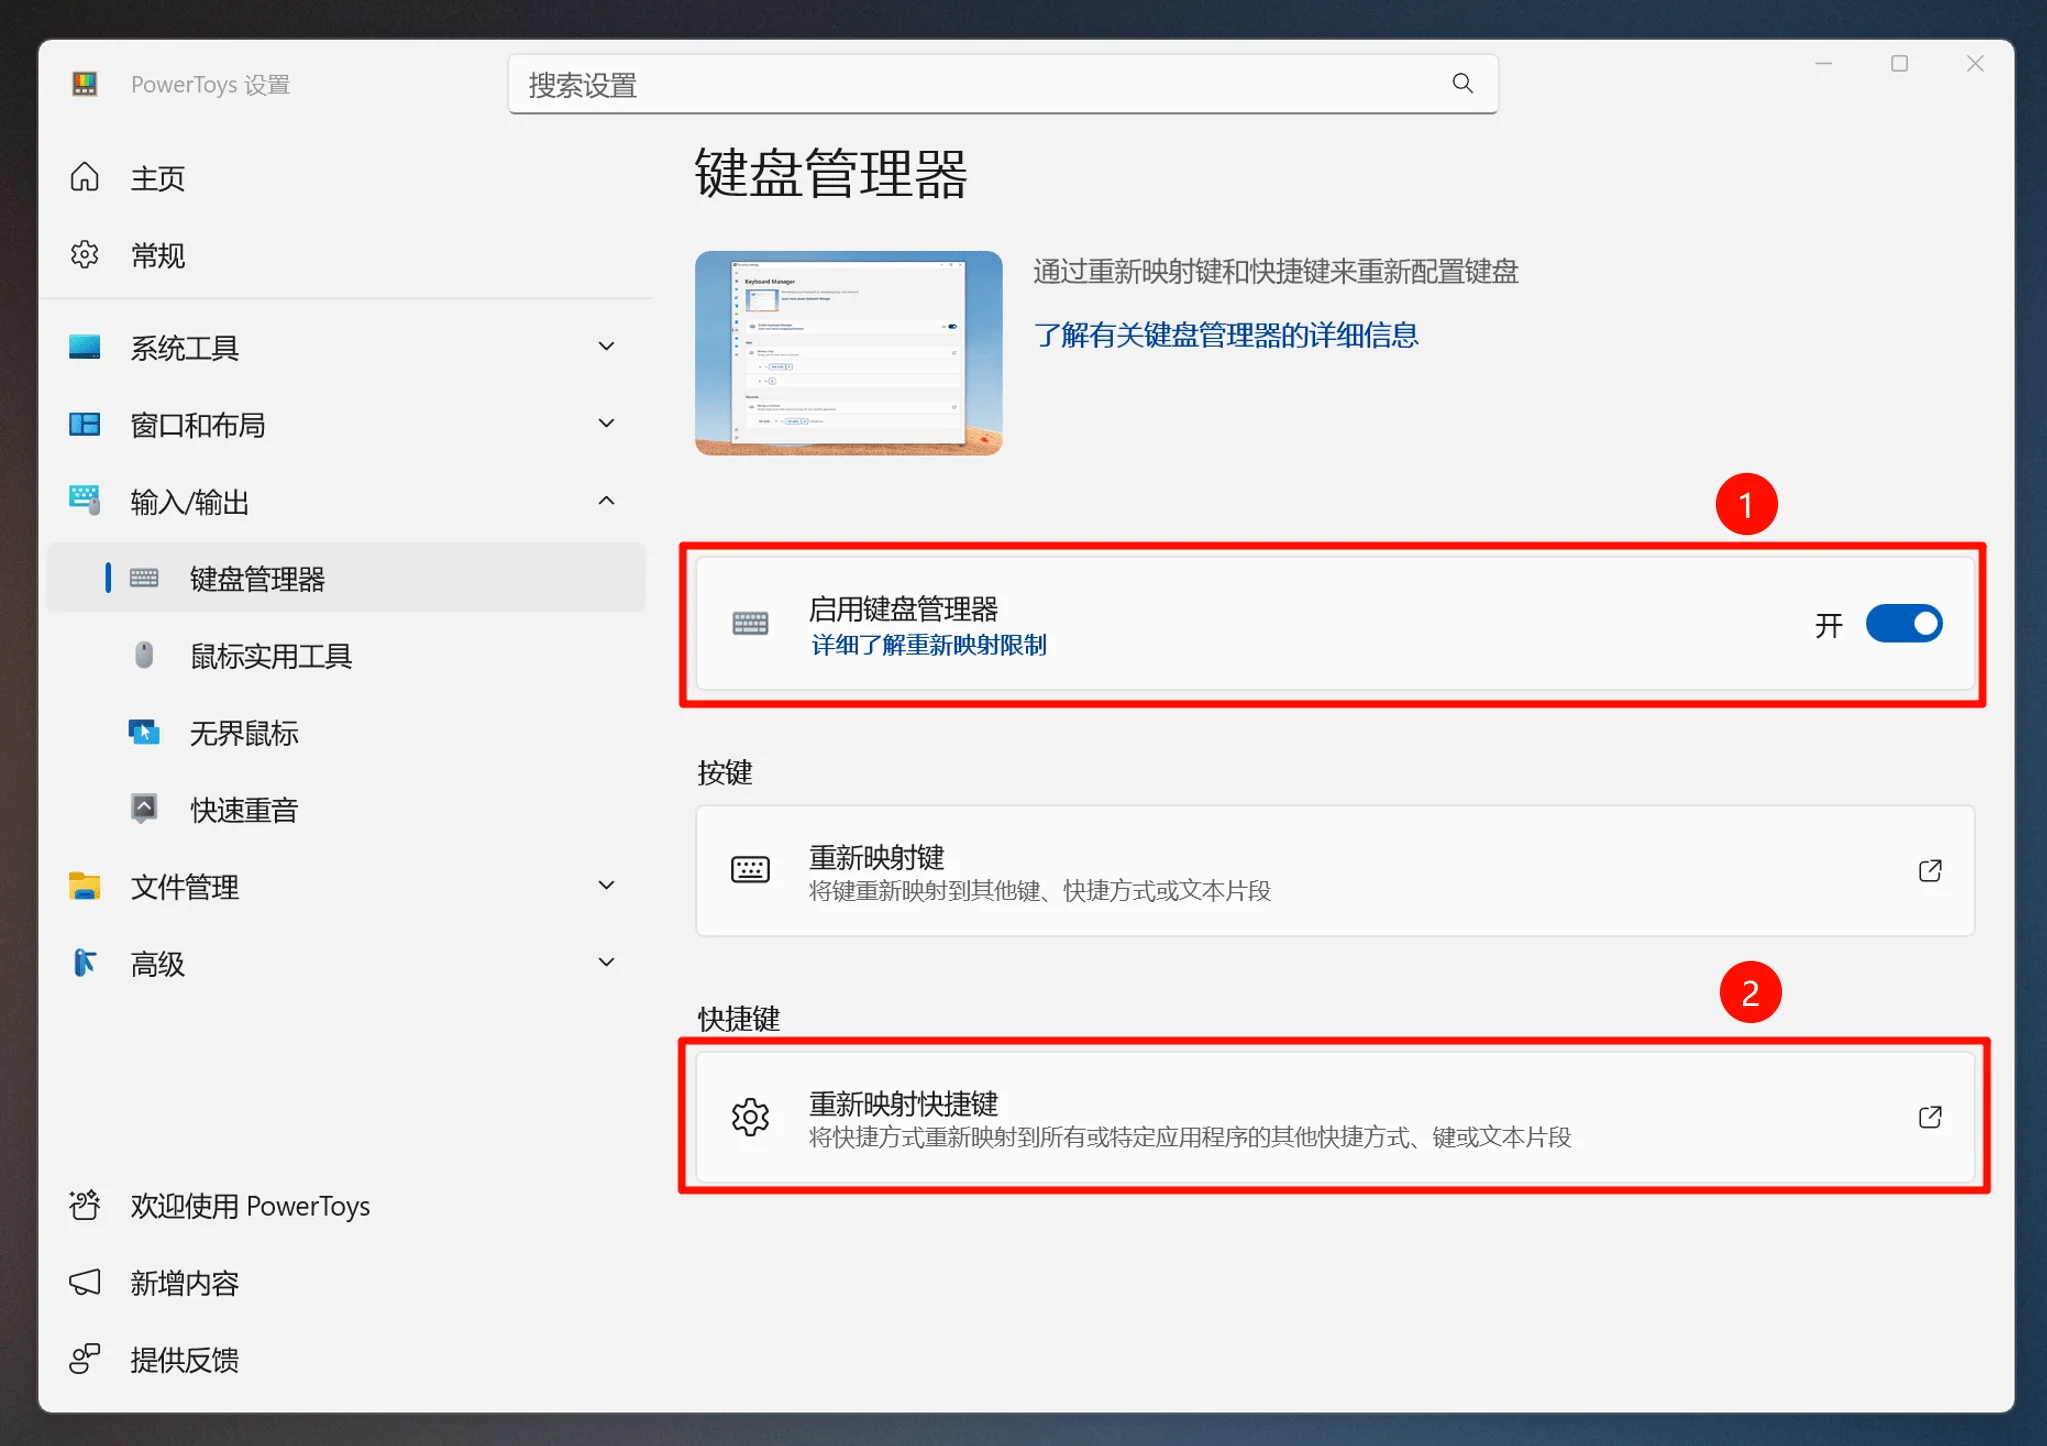 PowerToys 设置
搜索设置
主页
常规
系统工具
窗口和布局
输入/输出
键盘管理器
鼠标实用工具
无界鼠标
快速重音
文件管理
高级
欢迎使用 PowerToys
新增内容
提供反馈
键盘管理器
Keyboard Manager
通过重新映射键和快捷键来重新配置键盘
了解有关键盘管理器的详细信息
1
启用键盘管理器
详细了解重新映射限制
开
按键
重新映射键
将键重新映射到其他键、快捷方式或文本片段
2
快捷键
重新映射快捷键
将快捷方式重新映射到所有或特定应用程序的其他快捷方式、键或文本片段